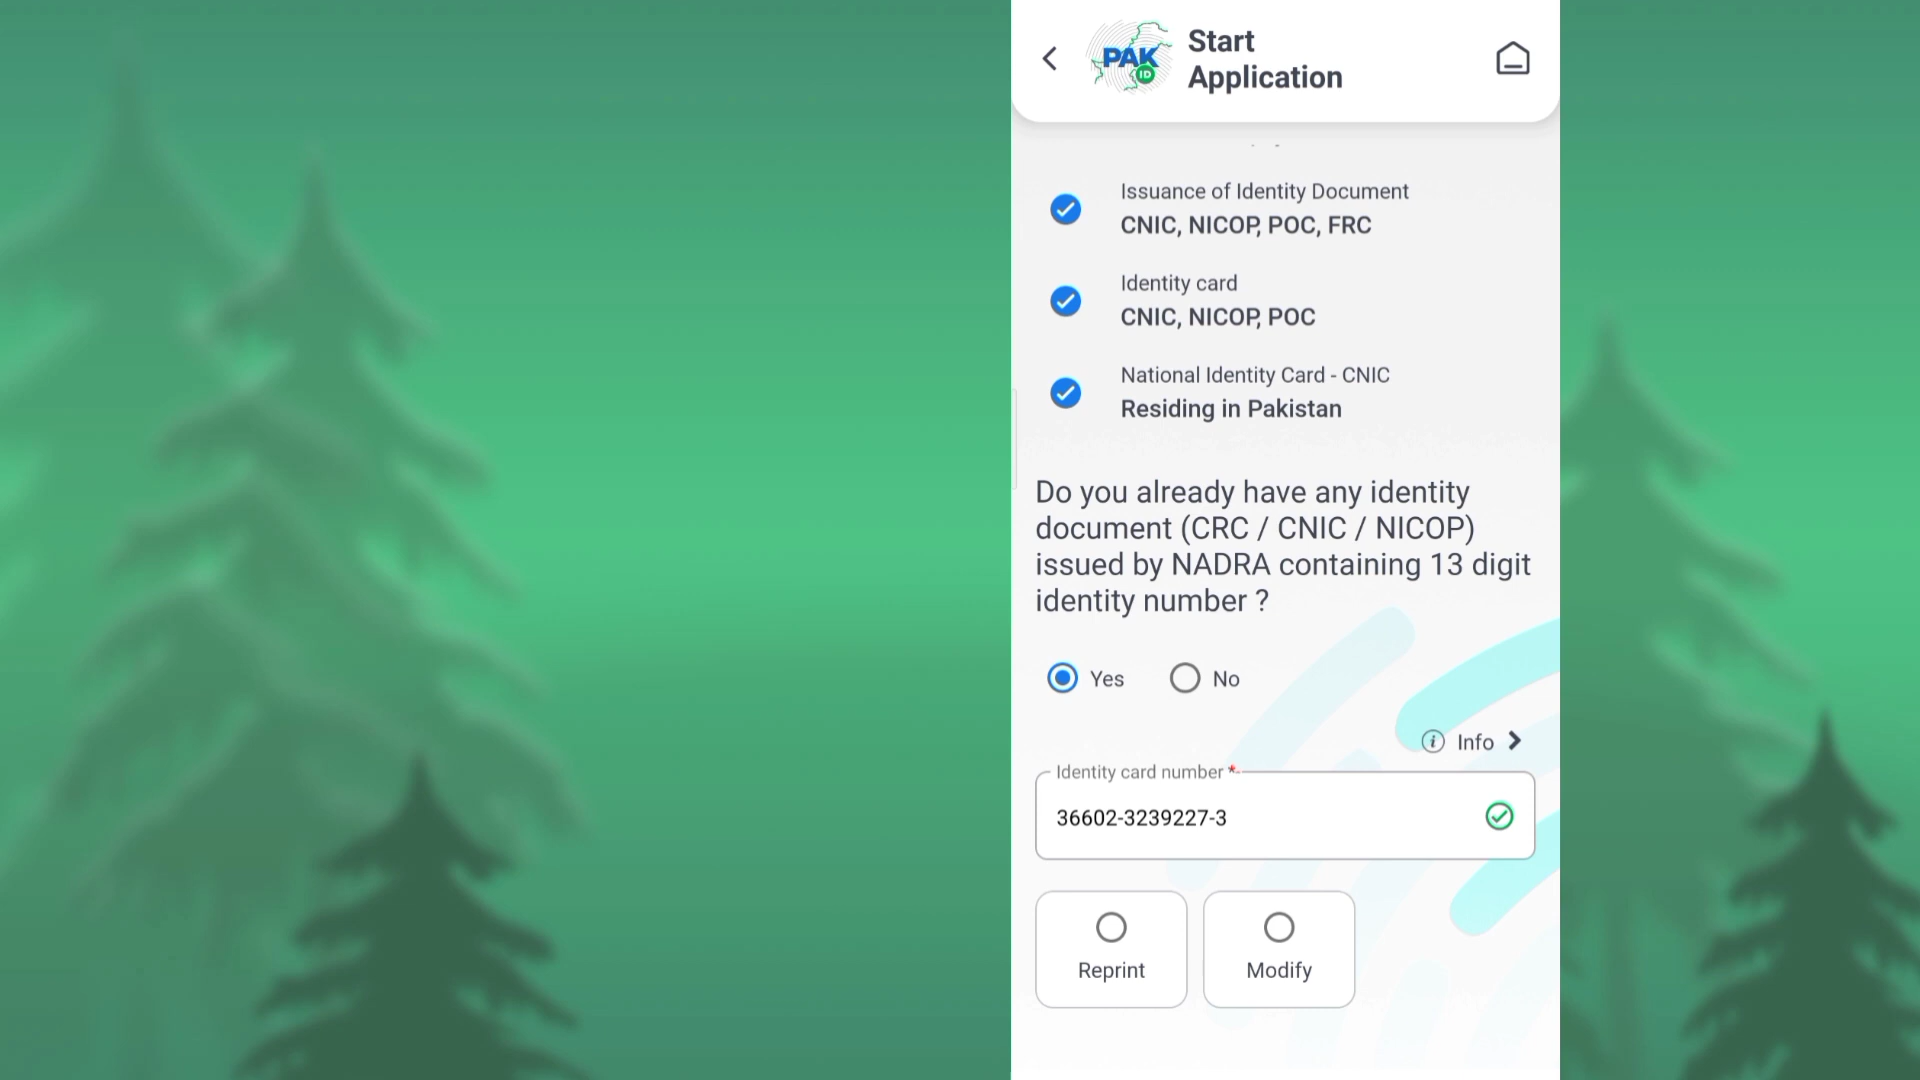 PAK
ID
Start
Application
Issuance of Identity Document
CNIC, NICOP, POC, FRC
Identity card
CNIC, NICOP, POC
National Identity Card - CNIC
Residing in Pakistan
Do you already have any identity
document (CRC / CNIC / NICOP)
issued by NADRA containing 13 digit
identity number ?
Yes No
Info
Identity card number *
36602-3239227-3
Reprint Modify